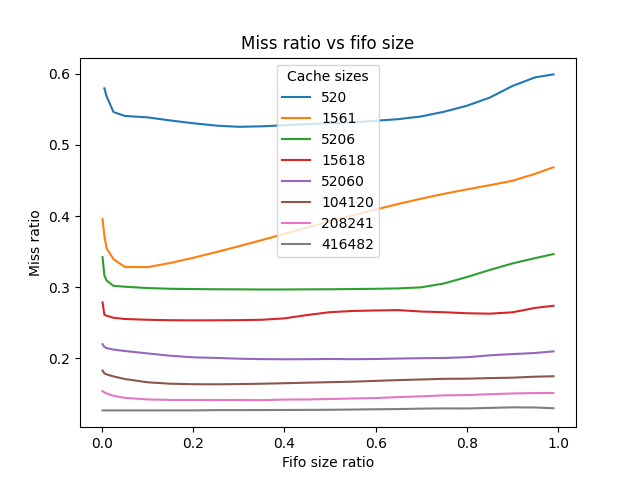 Miss ratio vs fifo size
Cache sizes
520
1561
5206
15618
52060
104120
208241
416482
Miss ratio
0.6
0.5
0.4
0.3
0.2
0.0 0.2 0.4 0.6 0.8 1.0
Fifo size ratio